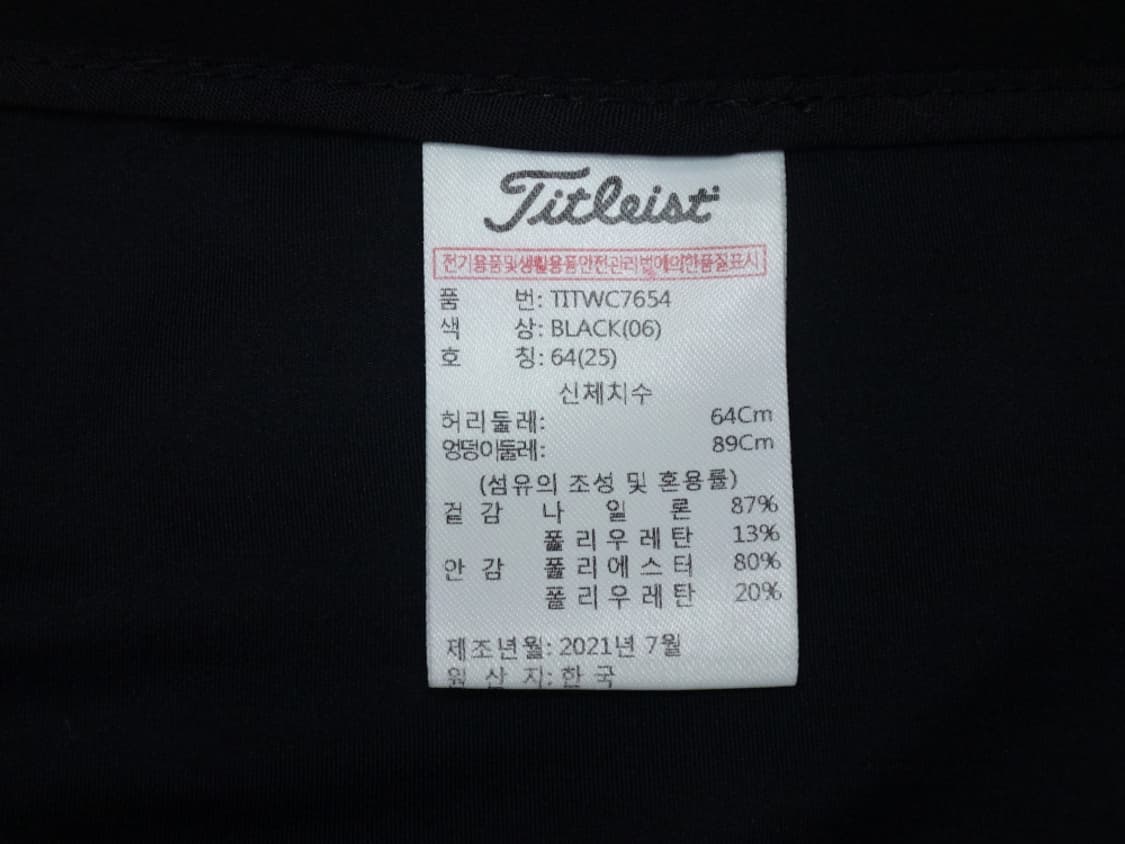 Titleist
전기용품및생활용품안전관리법에의한품질표시
품 번: TITWC7654
색 상: BLACK(06)
호 칭: 64(25)
신체치수
허리둘레: 64Cm
엉덩이둘레: 89Cm
(섬유의 조성 및 혼용률)
겉감 나일론 87%
폴리우레탄 13%
안감 폴리에스터 80%
폴리우레탄 20%
제조년월: 2021년 7월
원산지: 한국